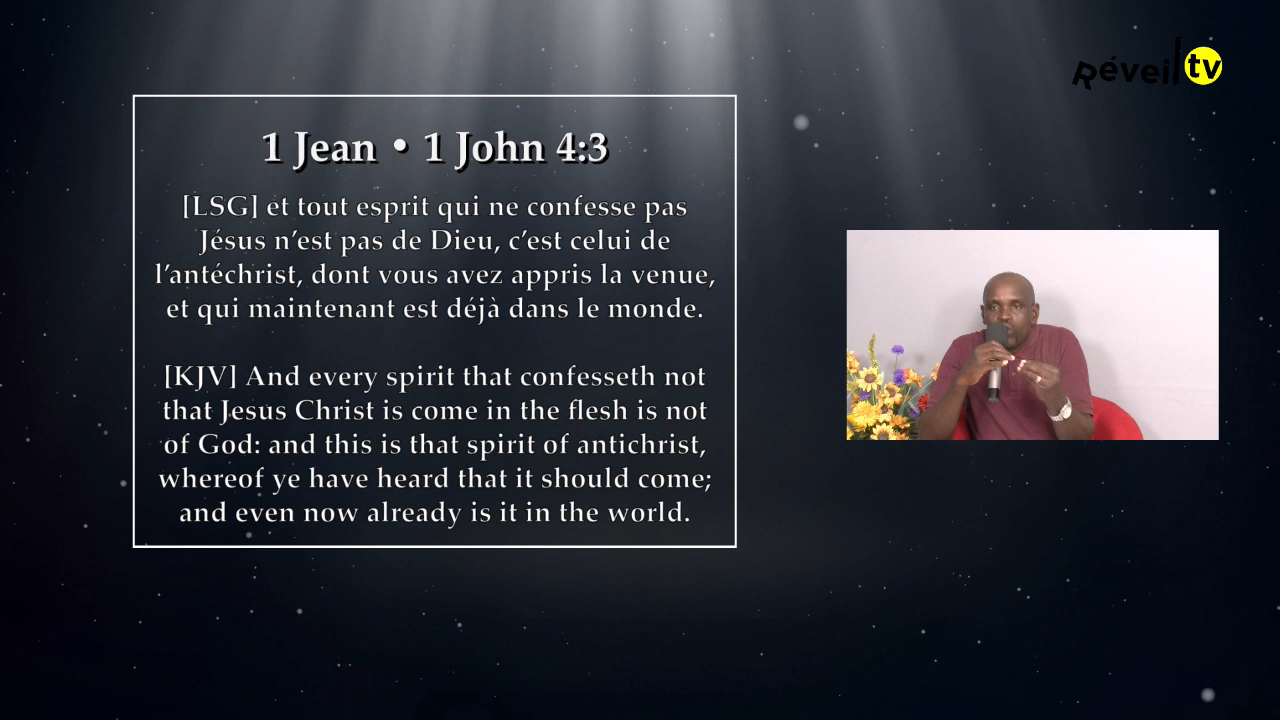 Réveil tv
1 Jean • 1 John 4:3
[LSG] et tout esprit qui ne confesse pas
Jésus n’est pas de Dieu, c’est celui de
l’antéchrist, dont vous avez appris la venue,
et qui maintenant est déjà dans le monde.
[KJV] And every spirit that confesseth not
that Jesus Christ is come in the flesh is not
of God: and this is that spirit of antichrist,
whereof ye have heard that it should come;
and even now already is it in the world.